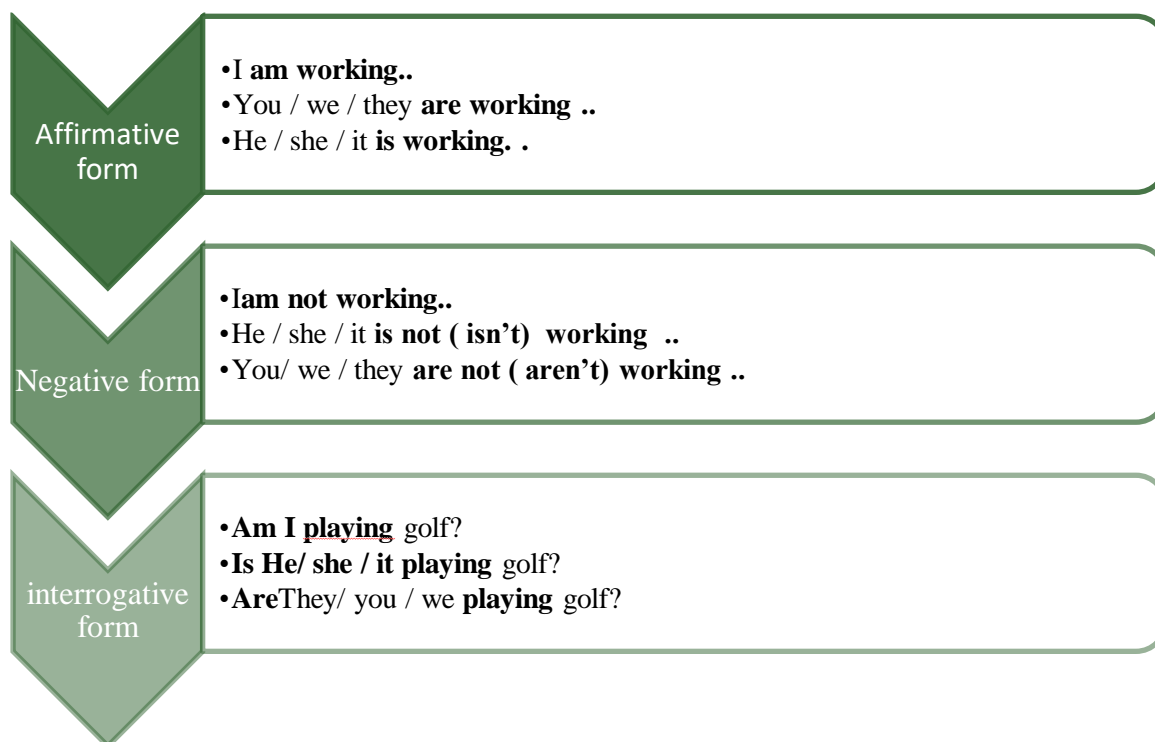 Affirmative
form
•I am working..
•You / we / they are working ..
•He / she / it is working. .
Negative form
•Iam not working..
•He / she / it is not ( isn’t) working ..
•You/ we / they are not ( aren’t) working ..
interrogative
form
•Am I playing golf?
•Is He/ she / it playing golf?
•AreThey/ you / we playing golf?